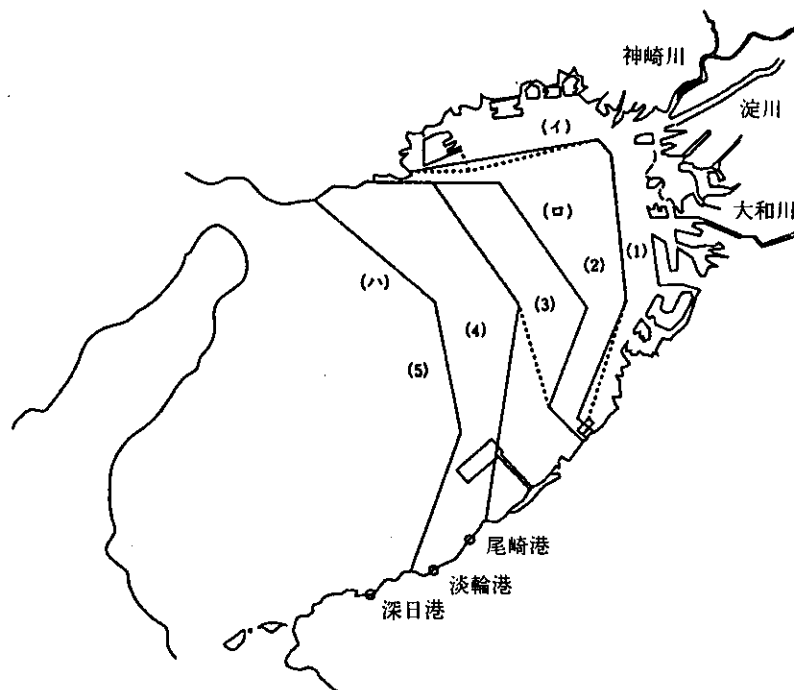 神崎川
淀川
(イ)
大和川
(ロ)
(1)
(2)
(ハ)
(3)
(4)
(5)
尾崎港
淡輪港
深日港